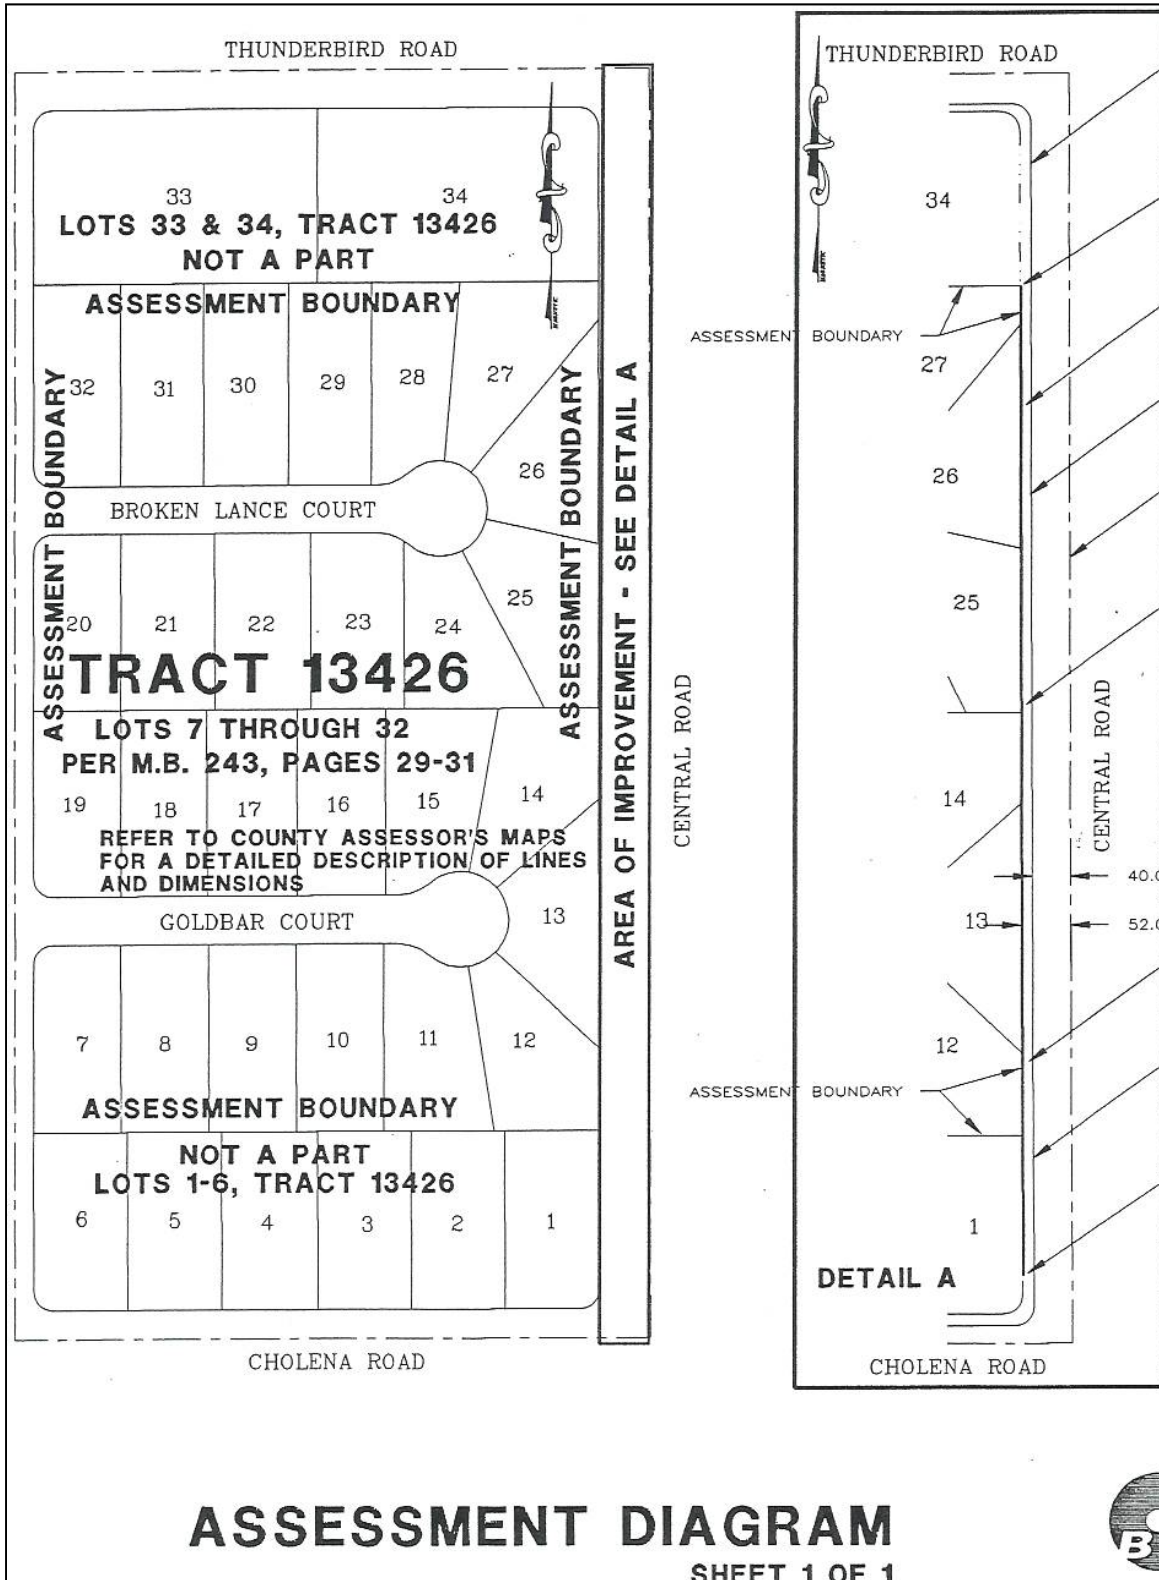 THUNDERBIRD ROAD
33
34
LOTS 33 & 34, TRACT 13426
NOT A PART
ASSESSMENT BOUNDARY
32
31
30
29
28
27
26
ASSESSMENT BOUNDARY
ASSESSMENT BOUNDARY
AREA OF IMPROVEMENT - SEE DETAIL A
BROKEN LANCE COURT
20
21
22
23
24
25
TRACT 13426
LOTS 7 THROUGH 32
PER M.B. 243, PAGES 29-31
19
18
17
16
15
14
REFER TO COUNTY ASSESSOR'S MAPS
FOR A DETAILED DESCRIPTION OF LINES
AND DIMENSIONS
GOLDBAR COURT
13
7
8
9
10
11
12
ASSESSMENT BOUNDARY
NOT A PART
LOTS 1-6, TRACT 13426
6
5
4
3
2
1
CHOLENA ROAD
CENTRAL ROAD
THUNDERBIRD ROAD
34
ASSESSMENT BOUNDARY
27
26
25
14
CENTRAL ROAD
40.0
13
52.0
12
ASSESSMENT BOUNDARY
1
DETAIL A
CHOLENA ROAD
ASSESSMENT DIAGRAM
SHEET 1 OF 1
B